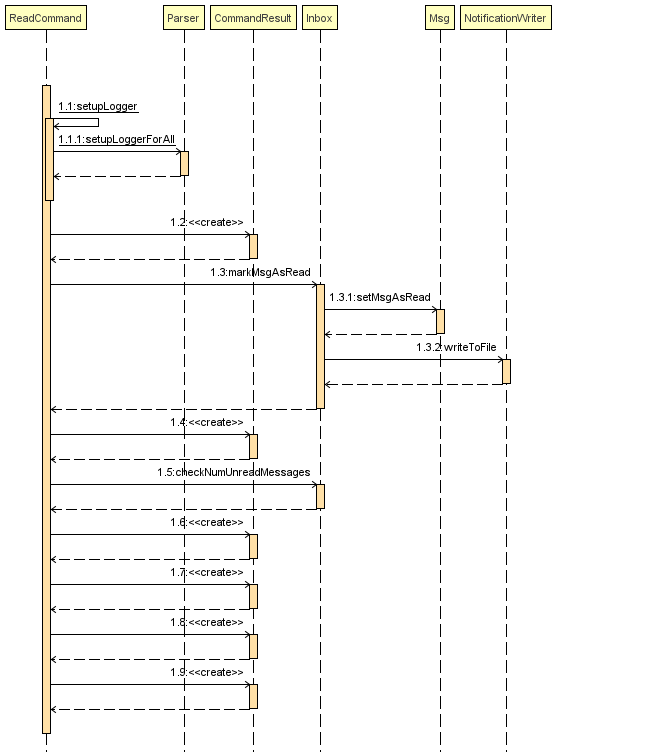 ReadCommand
Parser
CommandResult
Inbox
Msg
NotificationWriter
1.1:setupLogger
1.1.1:setupLoggerForAll
1.2:<<create>>
1.3:markMsgAsRead
1.3.1:setMsgAsRead
1.3.2:writeToFile
1.4:<<create>>
1.5:checkNumUnreadMessages
1.6:<<create>>
1.7:<<create>>
1.8:<<create>>
1.9:<<create>>